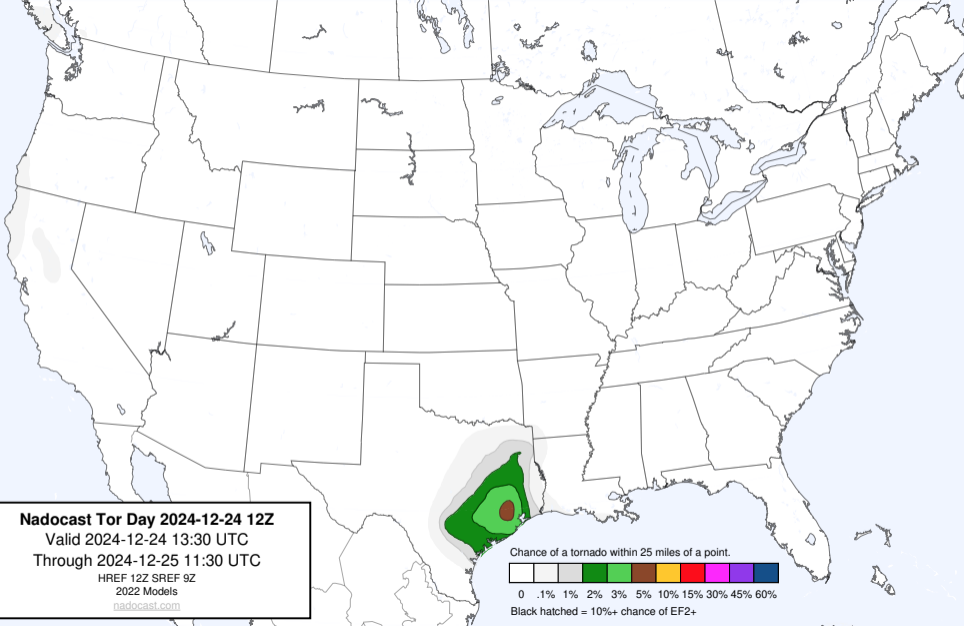 Nadocast Tor Day 2024-12-24 12Z
Valid 2024-12-24 13:30 UTC
Through 2024-12-25 11:30 UTC
HREF 12Z SREF 9Z
2022 Models
nadocast.com
Chance of a tornado within 25 miles of a point.
0 .1% 1% 2% 3% 5% 10% 15% 30% 45% 60%
Black hatched = 10%+ chance of EF2+